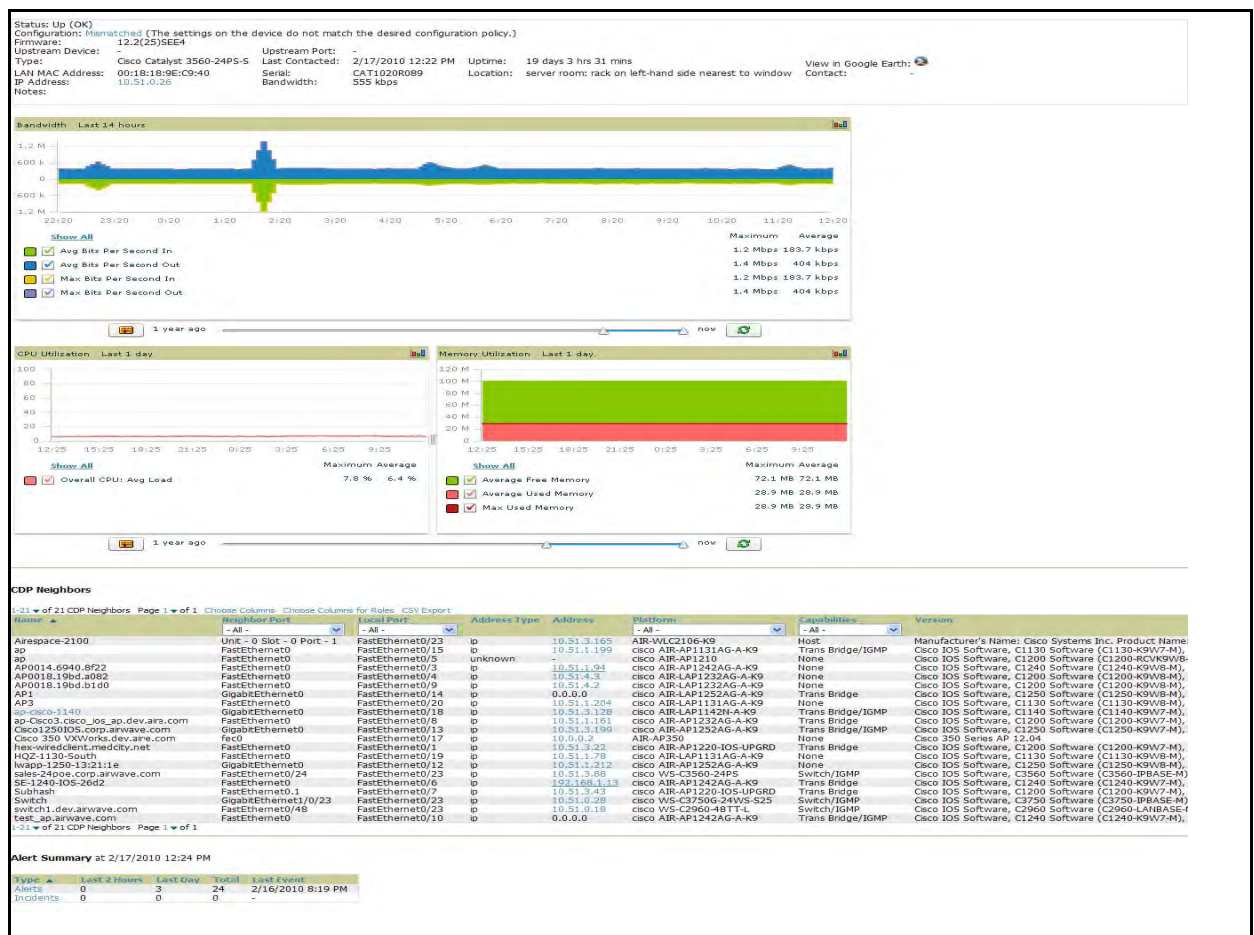 Status: Up (OK)
Configuration: Mismatched (The settings on the device do not match the desired configuration policy.)
Firmware: 12.2(25)SEE4
Upstream Device: - Upstream Port: -
Type: Cisco Catalyst 3560-24PS-S Last Contacted: 2/17/2010 12:22 PM Uptime: 19 days 3 hrs 31 mins View in Google Earth:
LAN MAC Address: 00:18:18:9E:C9:40 Serial: CAT1020R089 Location: server room: rack on left-hand side nearest to window Contact: -
IP Address: 10.51.0.26 Bandwidth: 555 kbps
Notes:
Bandwidth Last 14 hours
1.2 M
600 k
0
600 k
1.2 M
22:20 23:20 0:20 1:20 2:20 3:20 4:20 5:20 6:20 7:20 8:20 9:20 10:20 11:20 12:20
Show All Maximum Average
Avg Bits Per Second In 1.2 Mbps 183.7 kbps
Avg Bits Per Second Out 1.4 Mbps 404 kbps
Max Bits Per Second In 1.2 Mbps 183.7 kbps
Max Bits Per Second Out 1.4 Mbps 404 kbps
1 year ago now
CPU Utilization Last 1 day
100
80
60
40
20
0
12:25 15:25 18:25 21:25 0:25 3:25 6:25 9:25
Show All Maximum Average
Overall CPU: Avg Load 7.8 % 6.4 %
Memory Utilization Last 1 day
120 M
100 M
80 M
60 M
40 M
20 M
0
12:25 15:25 18:25 21:25 0:25 3:25 6:25 9:25
Show All Maximum Average
Average Free Memory 72.1 MB 72.1 MB
Average Used Memory 28.9 MB 28.9 MB
Max Used Memory 28.9 MB 28.9 MB
1 year ago now
CDP Neighbors
1-21 of 21 CDP Neighbors Page 1 of 1 Choose Columns Choose Columns for Roles CSV Export
Name Neighbor Port Local Port Address Type Address Platform Capabilities Version
- All - - All - - All - - All -
Airespace-2100 Unit - 0 Slot - 0 Port - 1 FastEthernet0/23 ip 10.51.3.165 AIR-WLC2106-K9 Host Manufacturer's Name: Cisco Systems Inc. Product Name:
ap FastEthernet0 FastEthernet0/15 ip 10.51.1.199 cisco AIR-AP1131AG-A-K9 Trans Bridge/IGMP Cisco IOS Software, C1130 Software (C1130-K9W7-M),
ap FastEthernet0 FastEthernet0/5 unknown - cisco AIR-AP1210 None Cisco IOS Software, C1200 Software (C1200-RCVK9W8-
AP0014.6940.8f22 FastEthernet0 FastEthernet0/3 ip 10.51.1.94 cisco AIR-LAP1242AG-A-K9 None Cisco IOS Software, C1240 Software (C1240-K9W8-M),
AP0018.19bd.a082 FastEthernet0 FastEthernet0/4 ip 10.51.4.3 cisco AIR-LAP1232AG-A-K9 None Cisco IOS Software, C1200 Software (C1200-K9W8-M),
AP0018.19bd.b1d0 FastEthernet0 FastEthernet0/9 ip 10.51.4.2 cisco AIR-LAP1232AG-A-K9 None Cisco IOS Software, C1200 Software (C1200-K9W8-M),
AP1 GigabitEthernet0 FastEthernet0/14 ip 0.0.0.0 cisco AIR-LAP1252AG-A-K9 Trans Bridge Cisco IOS Software, C1250 Software (C1250-K9W8-M),
AP3 FastEthernet0 FastEthernet0/20 ip 10.51.1.204 cisco AIR-LAP1131AG-A-K9 None Cisco IOS Software, C1130 Software (C1130-K9W8-M),
ap-cisco-1140 GigabitEthernet0 FastEthernet0/18 ip 10.51.3.128 cisco AIR-LAP1142N-A-K9 Trans Bridge/IGMP Cisco IOS Software, C1140 Software (C1140-K9W7-M),
ap-Cisco3.cisco_ios_ap.dev.aire.com FastEthernet0 FastEthernet0/8 ip 10.51.1.161 cisco AIR-AP1232AG-A-K9 Trans Bridge/IGMP Cisco IOS Software, C1200 Software (C1200-K9W7-M),
Cisco1250IOS.corp.airwave.com GigabitEthernet0 FastEthernet0/13 ip 10.51.3.199 cisco AIR-AP1252AG-A-K9 Trans Bridge/IGMP Cisco IOS Software, C1250 Software (C1250-K9W7-M),
Cisco 350 VXWorks.dev.aire.com fec0 FastEthernet0/17 ip 10.0.0.2 AIR-AP350 None Cisco 350 Series AP 12.04
hex-wiredclient.medcity.net FastEthernet0 FastEthernet0/1 ip 10.51.3.22 cisco AIR-AP1220-IOS-UPGRD Trans Bridge Cisco IOS Software, C1200 Software (C1200-K9W7-M),
HQZ-1130-South FastEthernet0 FastEthernet0/19 ip 10.51.1.78 cisco AIR-LAP1131AG-A-K9 None Cisco IOS Software, C1130 Software (C1130-K9W8-M),
lwapp-1250-13:21:1e GigabitEthernet0 FastEthernet0/12 ip 10.51.1.212 cisco AIR-LAP1252AG-A-K9 None Cisco IOS Software, C1250 Software (C1250-K9W8-M),
sales-24poe.corp.airwave.com FastEthernet0/24 FastEthernet0/23 ip 10.51.3.88 cisco WS-C3560-24PS Switch/IGMP Cisco IOS Software, C3560 Software (C3560-IPBASE-M)
SE-1240-IOS-26d2 FastEthernet0 FastEthernet0/6 ip 192.168.1.13 cisco AIR-AP1242AG-A-K9 Trans Bridge Cisco IOS Software, C1240 Software (C1240-K9W7-M),
Subhash FastEthernet0.1 FastEthernet0/7 ip 10.51.3.43 cisco AIR-AP1220-IOS-UPGRD Trans Bridge/IGMP Cisco IOS Software, C1200 Software (C1200-K9W7-M),
Switch GigabitEthernet1/0/23 FastEthernet0/23 ip 10.51.0.28 cisco WS-C3750G-24WS-S25 Switch/IGMP Cisco IOS Software, C3750 Software (C3750-IPBASE-M)
switch1.dev.airwave.com FastEthernet0/48 FastEthernet0/23 ip 10.51.0.18 cisco WS-C2960-48TT-L Switch/IGMP Cisco IOS Software, C2960 Software (C2960-LANBASE-
test_ap.airwave.com FastEthernet0 FastEthernet0/10 ip 0.0.0.0 cisco AIR-AP1242AG-A-K9 Trans Bridge/IGMP Cisco IOS Software, C1240 Software (C1240-K9W7-M),
1-21 of 21 CDP Neighbors Page 1 of 1
Alert Summary at 2/17/2010 12:24 PM
Type Last 2 Hours Last Day Total Last Event
Alerts 0 3 24 2/16/2010 8:19 PM
Incidents 0 0 0 -